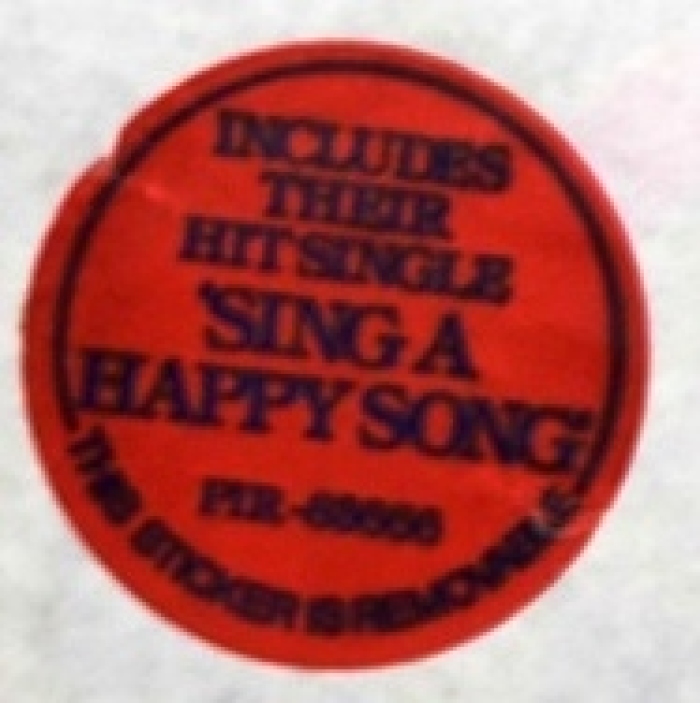 INCLUDES
THEIR
HIT SINGLE
'SING A
HAPPY SONG'
THIS STICKER IS REMOVABLE